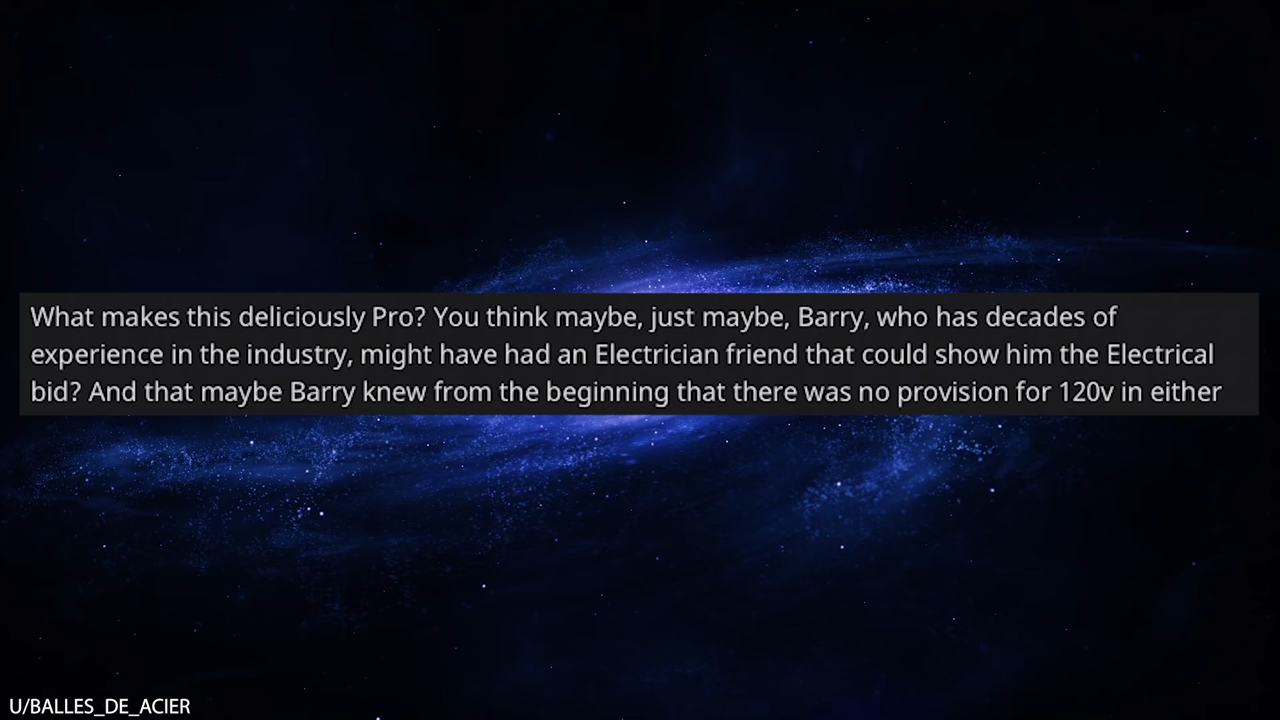 What makes this deliciously Pro? You think maybe, just maybe, Barry, who has decades of
experience in the industry, might have had an Electrician friend that could show him the Electrical
bid? And that maybe Barry knew from the beginning that there was no provision for 120v in either
U/BALLES_DE_ACIER